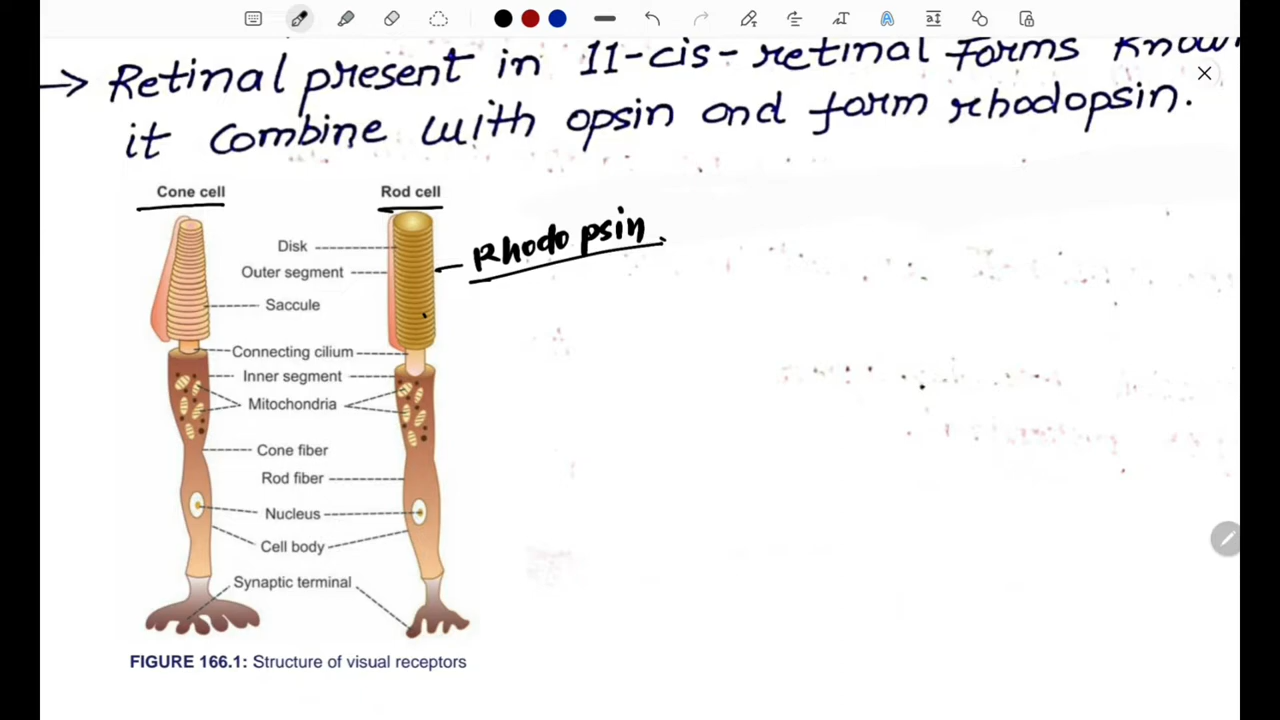 → Retinal present in 11-cis-retinal forms Known
it combine with opsin and form rhodopsin.
Cone cell
Rod cell
Rhodopsin
Disk
Outer segment
Saccule
Connecting cilium
Inner segment
Mitochondria
Cone fiber
Rod fiber
Nucleus
Cell body
Synaptic terminal
FIGURE 166.1: Structure of visual receptors